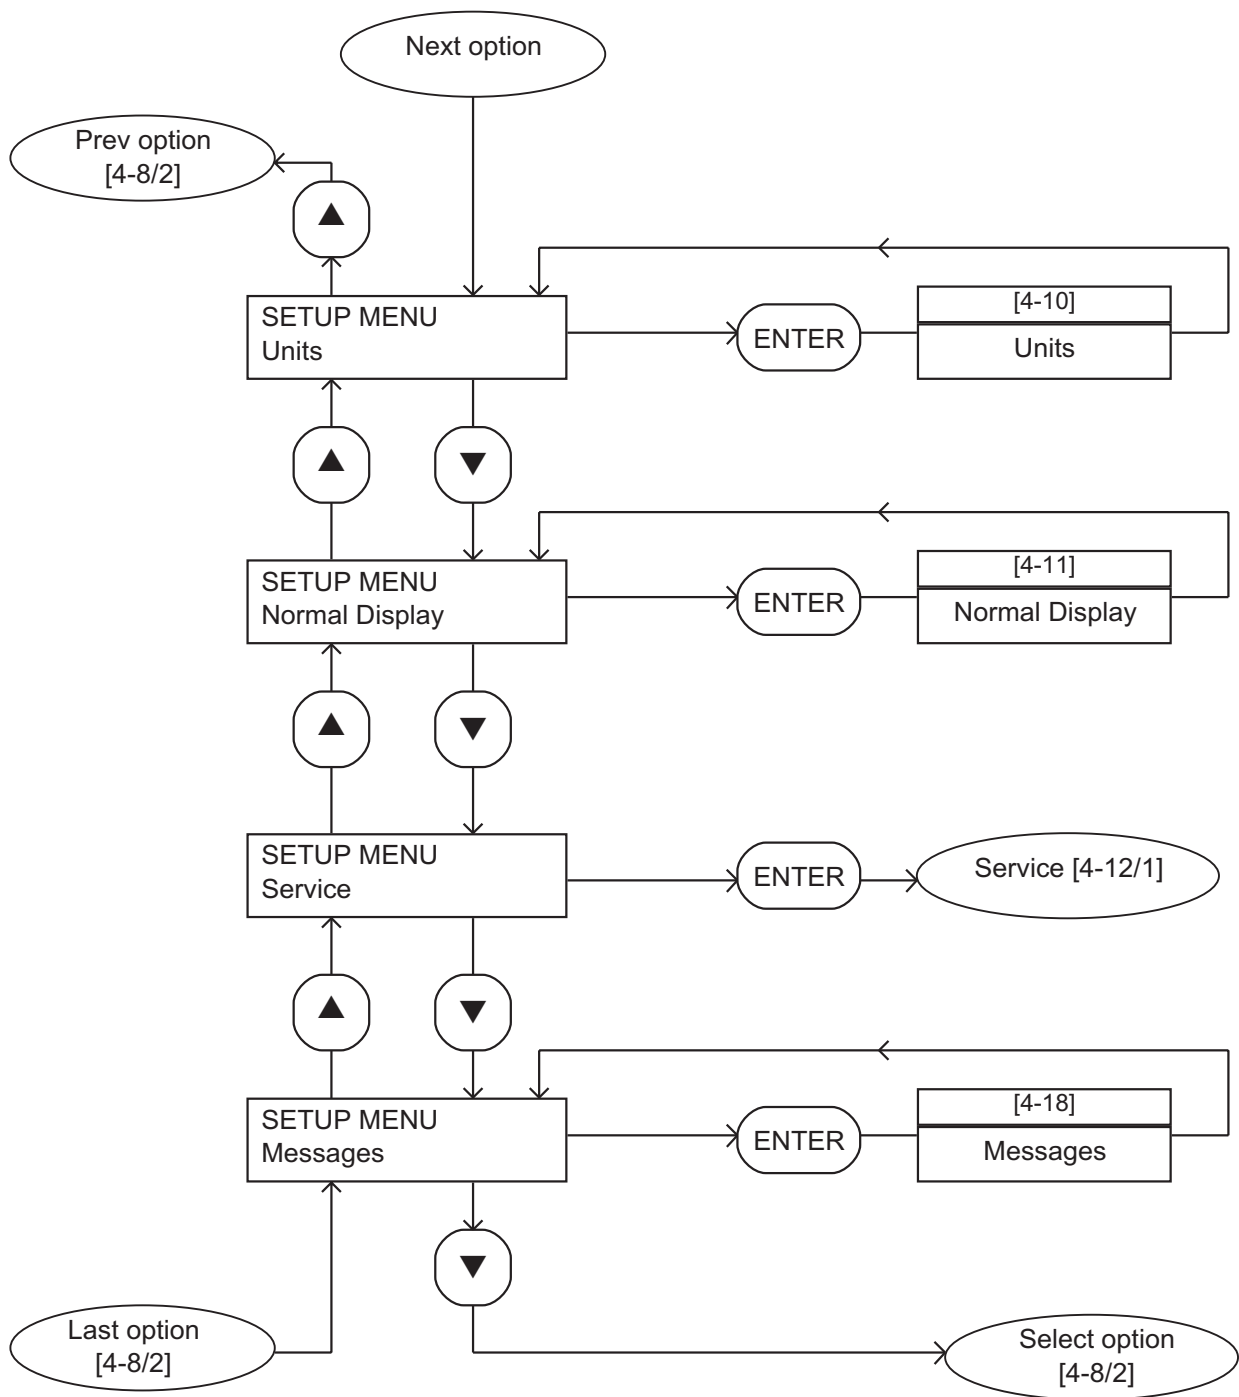 Next option
Prev option
[4-8/2]
▲
SETUP MENU
Units
ENTER
[4-10]
Units
▲
▼
SETUP MENU
Normal Display
ENTER
[4-11]
Normal Display
▲
▼
SETUP MENU
Service
ENTER
Service [4-12/1]
▲
▼
SETUP MENU
Messages
ENTER
[4-18]
Messages
▼
Last option
[4-8/2]
Select option
[4-8/2]